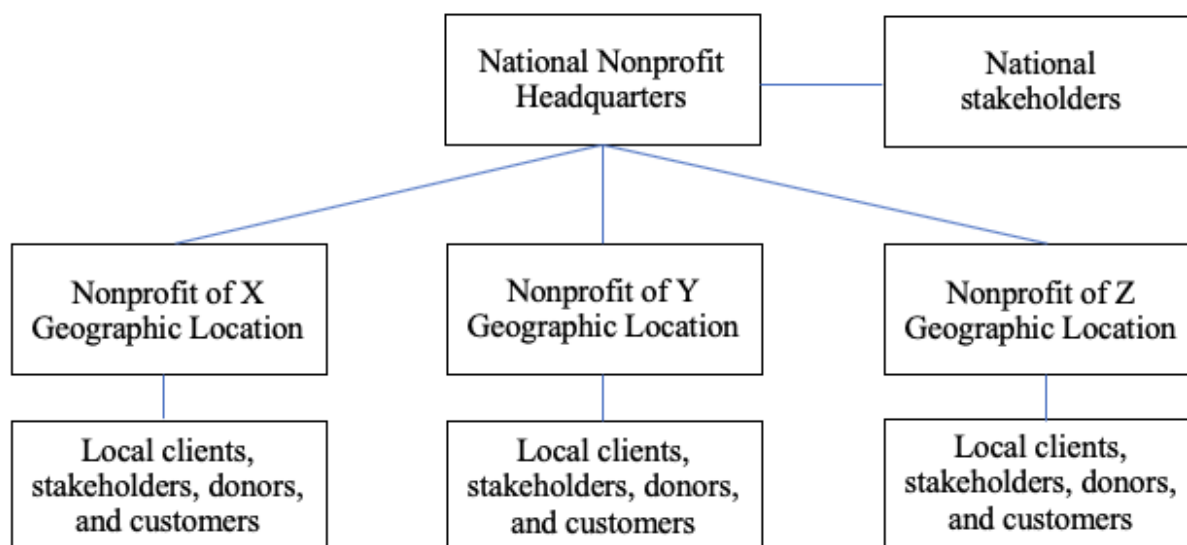 National Nonprofit
Headquarters
National
stakeholders
Nonprofit of X
Geographic Location
Nonprofit of Y
Geographic Location
Nonprofit of Z
Geographic Location
Local clients,
stakeholders, donors,
and customers
Local clients,
stakeholders, donors,
and customers
Local clients,
stakeholders, donors,
and customers